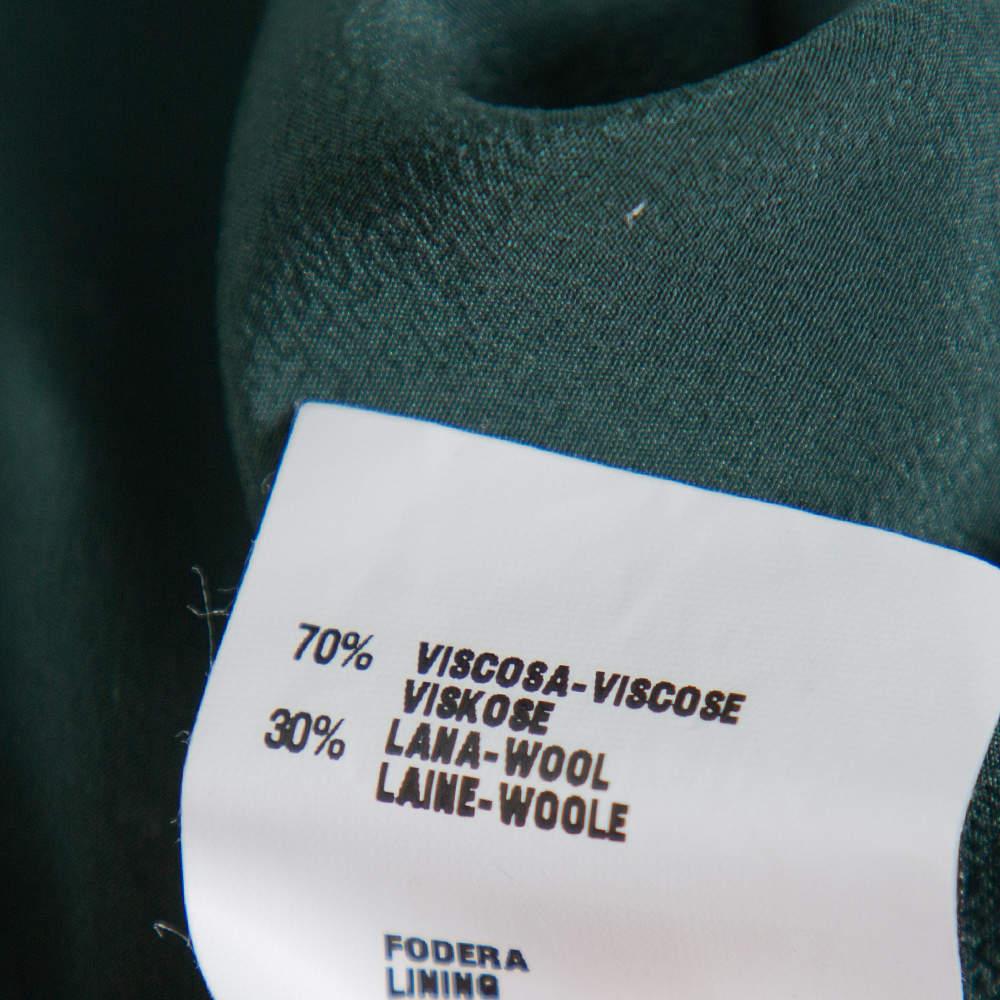 70% VISCOSA-VISCOSE
VISKOSE
30% LANA-WOOL
LAINE-WOOLE
FODERA
LINING